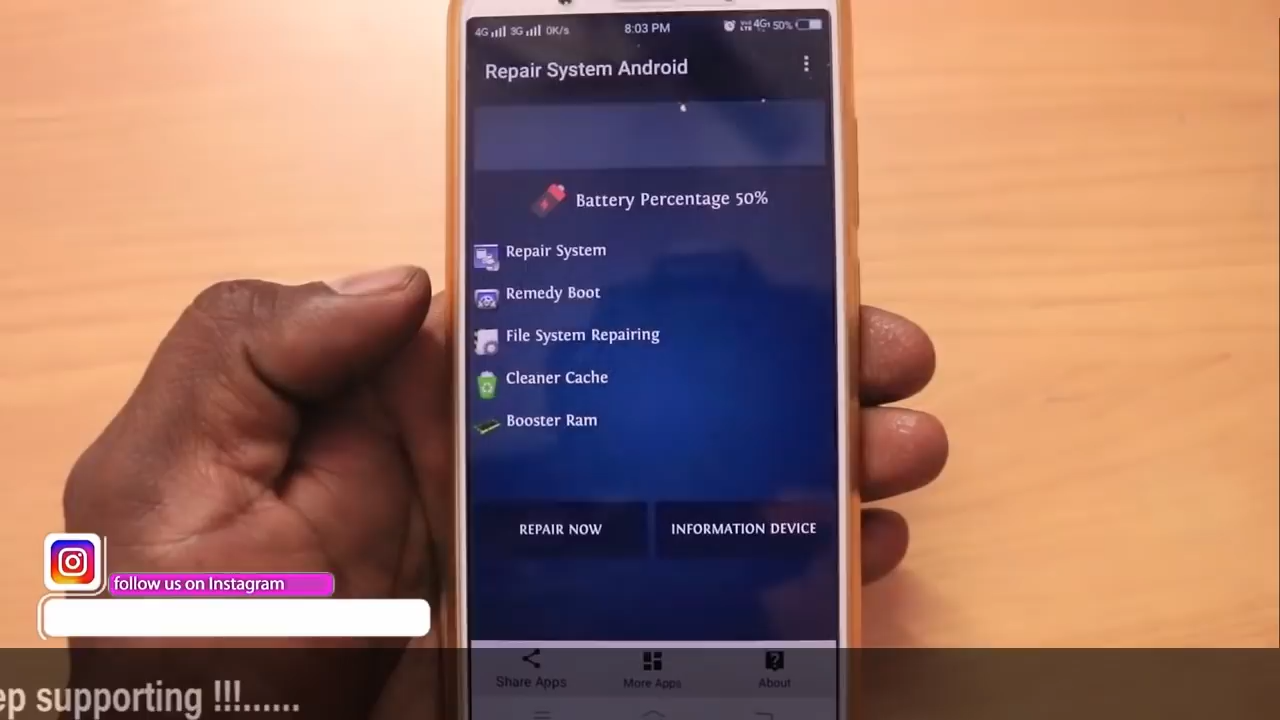 4G 3G 0K/s 8:03 PM 4G+ 50%
Repair System Android
Battery Percentage 50%
Repair System
Remedy Boot
File System Repairing
Cleaner Cache
Booster Ram
REPAIR NOW INFORMATION DEVICE
follow us on Instagram
Share Apps More Apps About
ep supporting !!!......